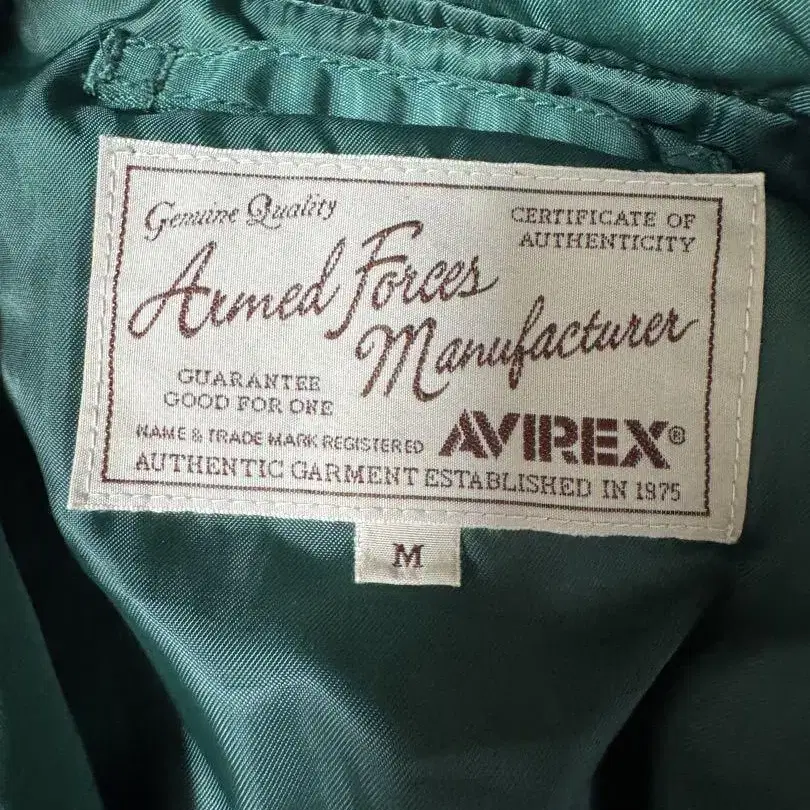 Genuine Quality
CERTIFICATE OF
AUTHENTICITY
Armed Forces
Manufacturer
GUARANTEE
GOOD FOR ONE
NAME & TRADE MARK REGISTERED
AVIREX®
AUTHENTIC GARMENT ESTABLISHED IN 1975
M